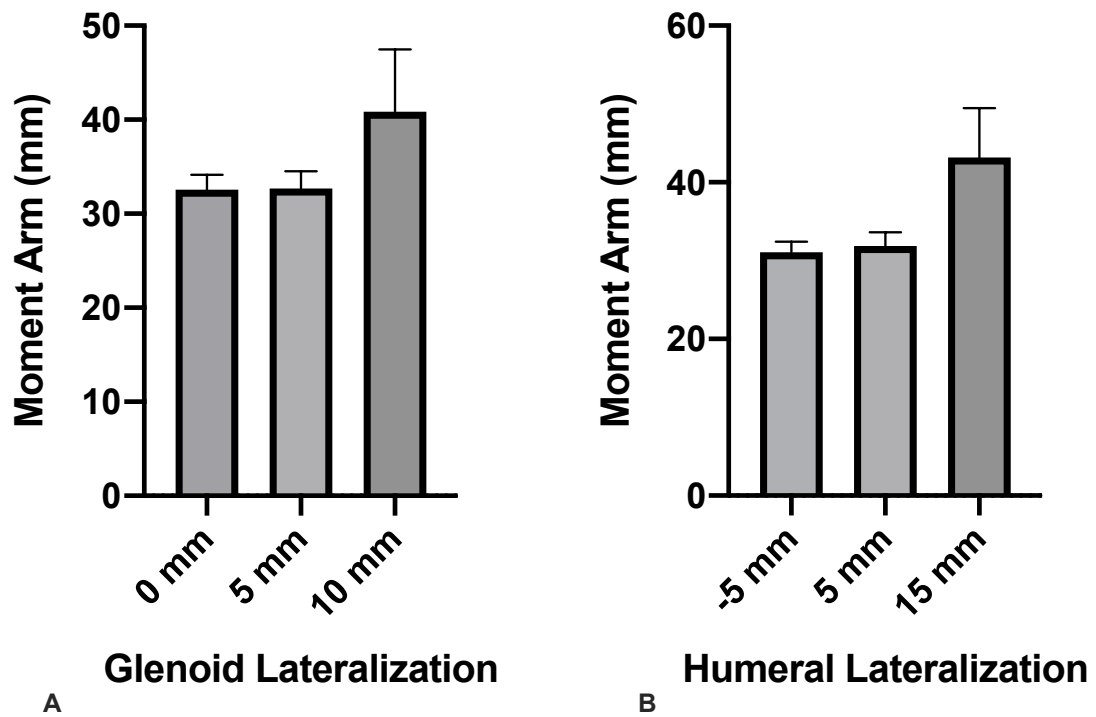 Moment Arm (mm)
50
40
30
20
10
0
0 mm
5 mm
10 mm
Glenoid Lateralization
A
Moment Arm (mm)
60
40
20
0
-5 mm
5 mm
15 mm
Humeral Lateralization
B